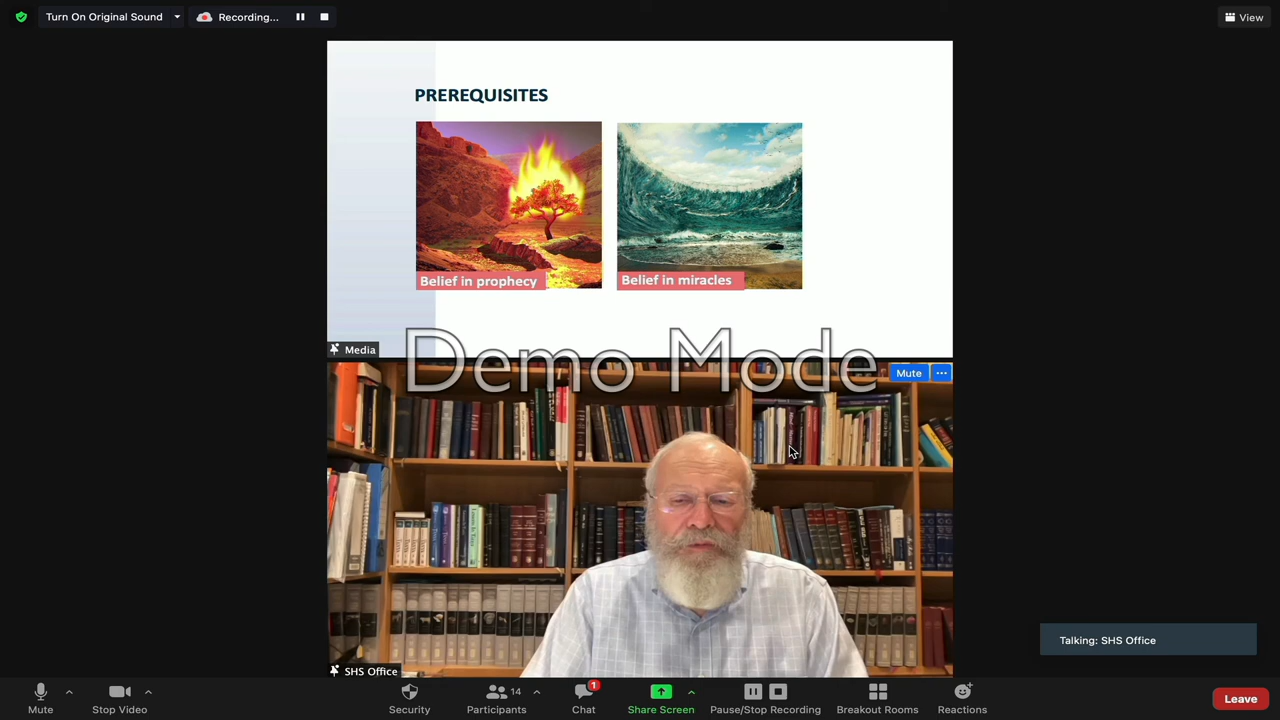 Turn On Original Sound
Recording...
View
PREREQUISITES
Belief in prophecy
Belief in miracles
Media
Demo Mode
Mute
SHS Office
Talking: SHS Office
Mute
Stop Video
Security
14
Participants
1
Chat
Share Screen
Pause/Stop Recording
Breakout Rooms
Reactions
Leave